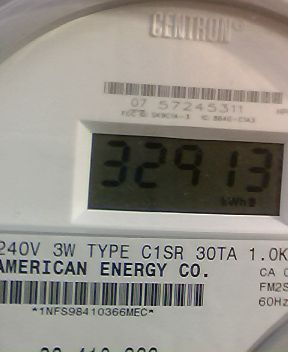 CENTRON
07 57245311
32913
kWh
240V 3W TYPE C1SR 30TA 1.0K
AMERICAN ENERGY CO.
CA 0
FM2S
60Hz
*1NFS98410366MEC*